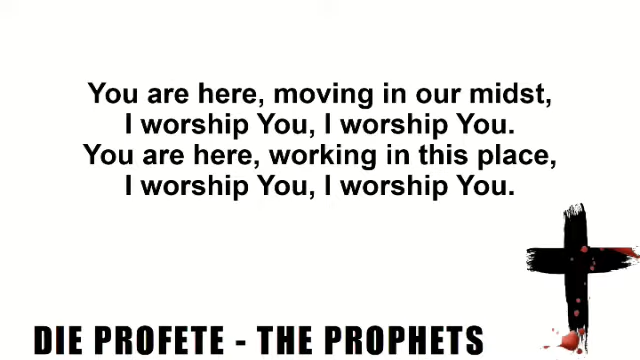 You are here, moving in our midst,
I worship You, I worship You.
You are here, working in this place,
I worship You, I worship You.
DIE PROFETE - THE PROPHETS